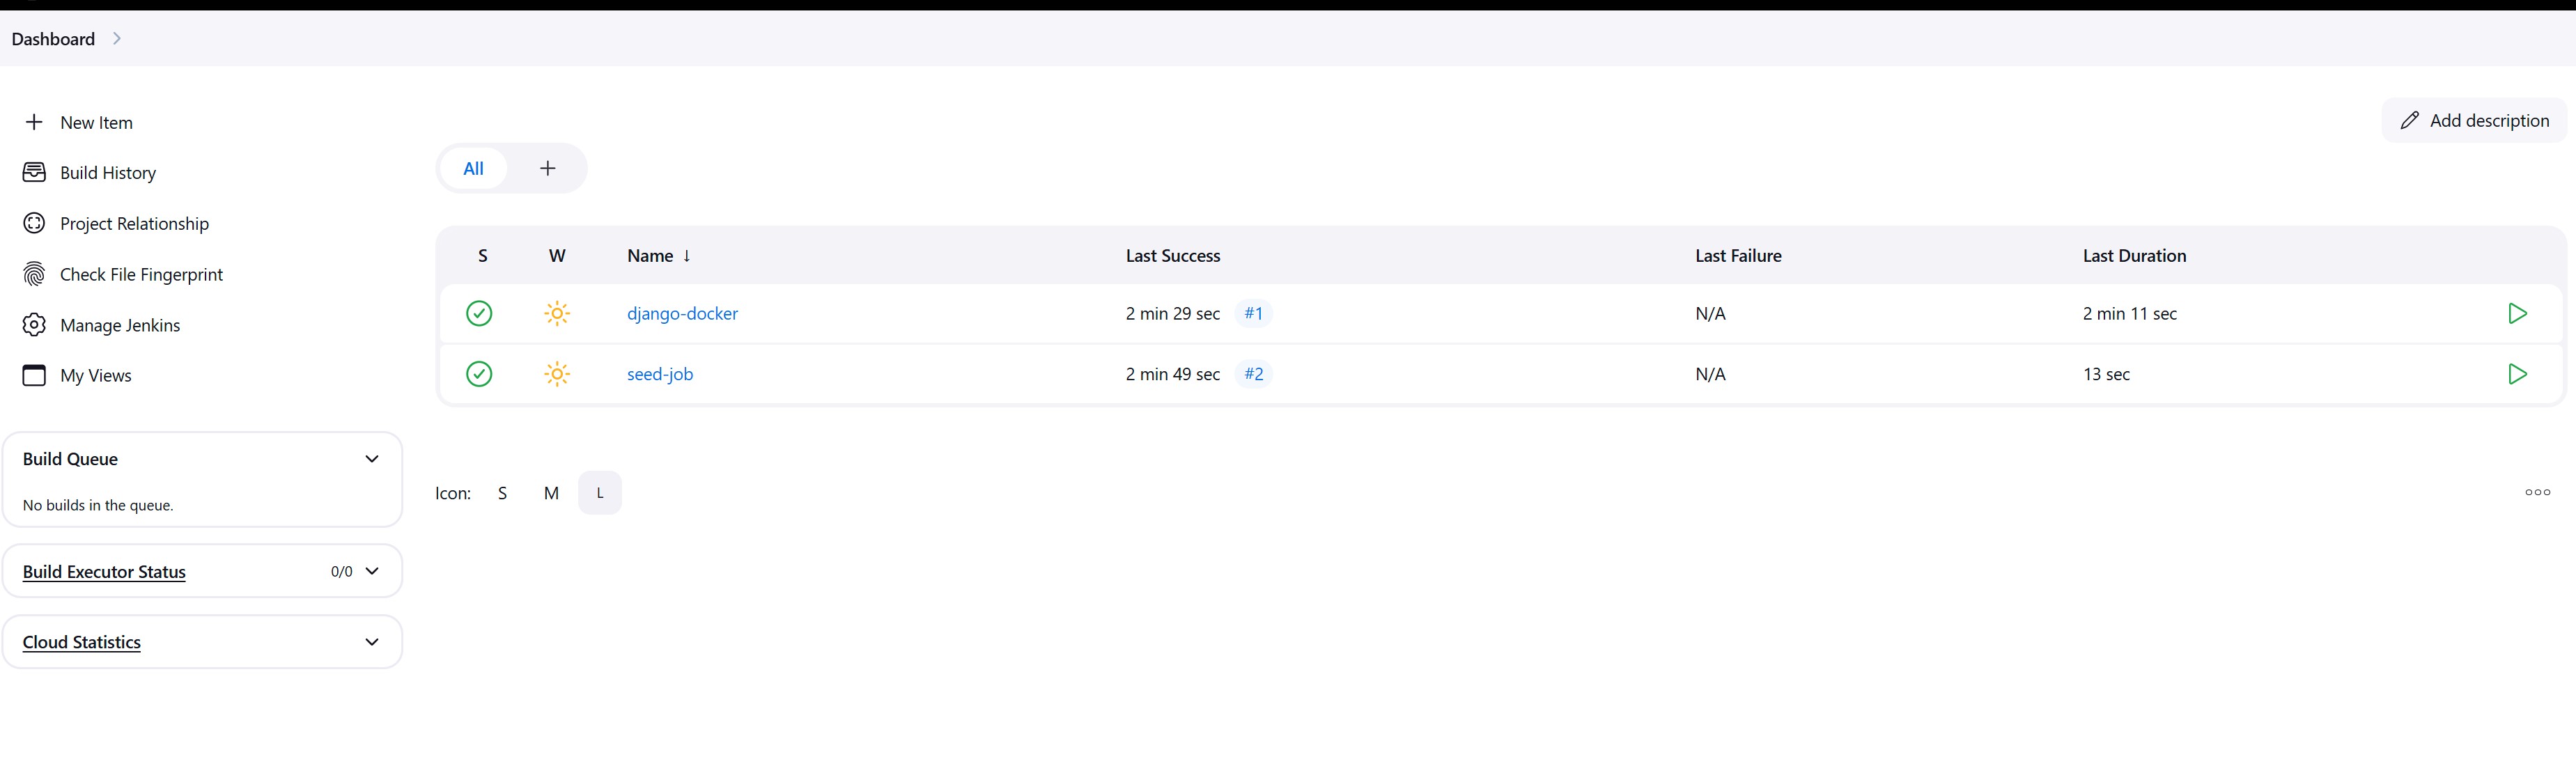 Dashboard
New Item
Build History
Project Relationship
Check File Fingerprint
Manage Jenkins
My Views
Build Queue
No builds in the queue.
Build Executor Status 0/0
Cloud Statistics
Add description
All +
S W Name ↓ Last Success Last Failure Last Duration
django-docker 2 min 29 sec #1 N/A 2 min 11 sec
seed-job 2 min 49 sec #2 N/A 13 sec
Icon: S M L